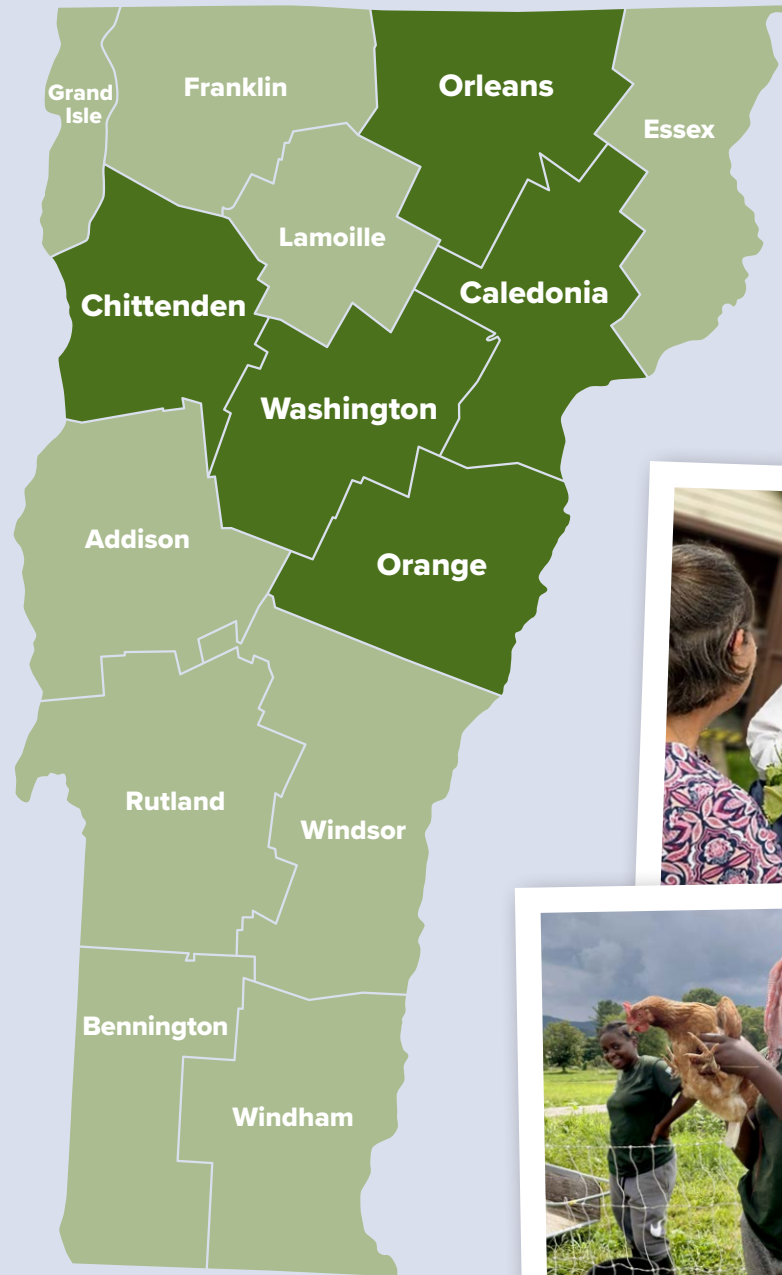 Grand
Isle
Franklin
Orleans
Essex
Lamoille
Chittenden
Caledonia
Washington
Addison
Orange
Rutland
Windsor
Bennington
Windham